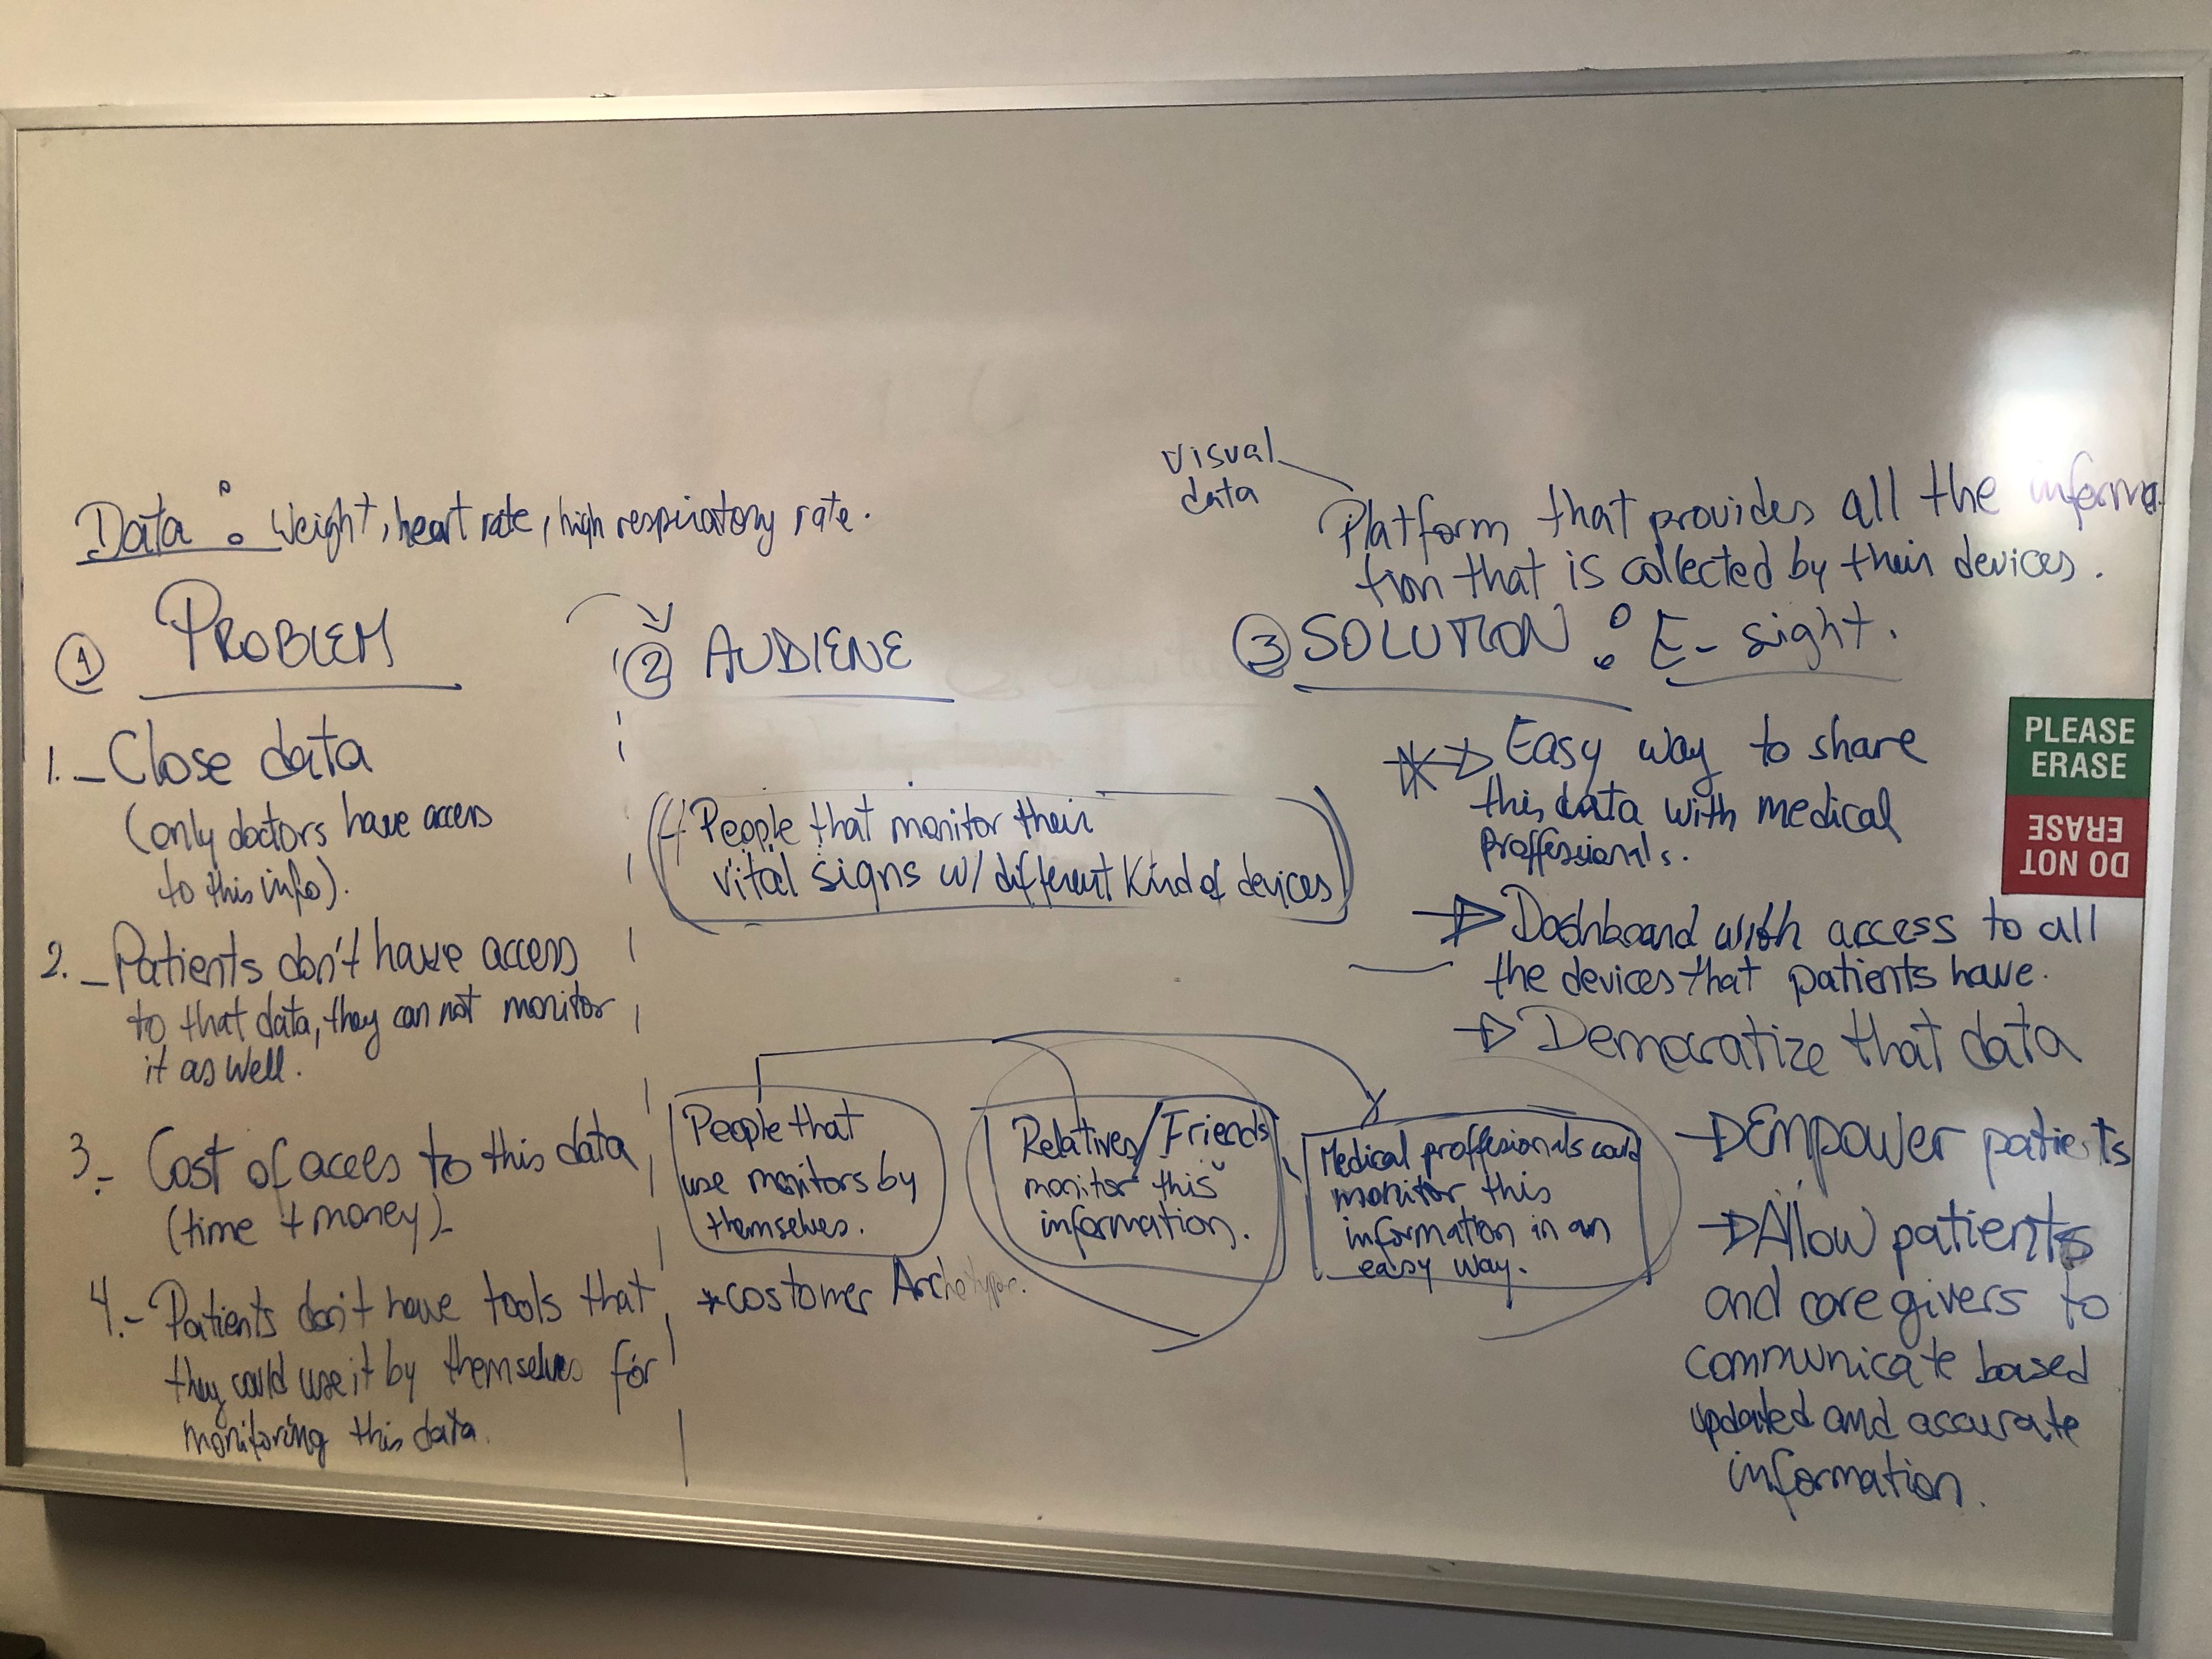 Data : Weight, heart rate, high respiratory rate.
① PROBLEM
1._ Close data
(only doctors have access
to this info).
2._ Patients don't have access
to that data, they can not monitor
it as well.
3.- Cost of acces to this data
(time + money)_
4.- Patients don't have tools that
they could use it by themselves for
monitoring this data.
② AUDIENE
People that monitor their
vital signs w/ different kind of devices
People that
use monitors by
themselves.
Relatives/Friends
monitor this
information.
Medical proffesionals could
monitor this
information in an
easy way.
*costomer Archetype.
visual
data
Platform that provides all the informa
tion that is collected by their devices.
③ SOLUTION : E-sight.
Easy way to share
this data with medical
proffessionals.
Dashboard with access to all
the devices that patients have.
Democratize that data
Empower patients
Allow patients
and care givers to
communicate based
updated and accurate
information.
PLEASE
ERASE
DO NOT
ERASE